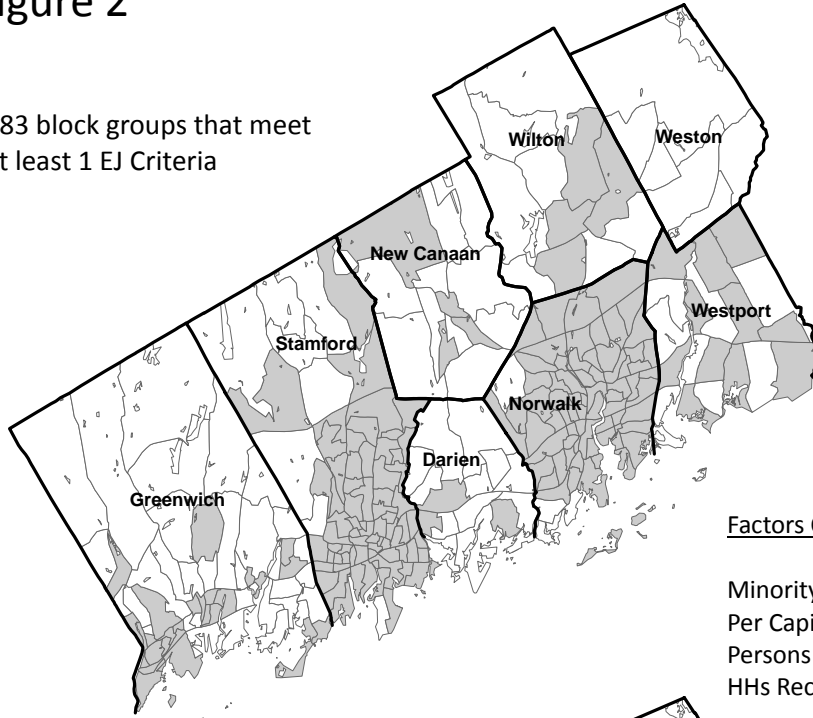 igure 2
83 block groups that meet
t least 1 EJ Criteria
Wilton
Weston
New Canaan
Westport
Stamford
Norwalk
Darien
Greenwich
Factors
Minority
Per Capi
Persons
HHs Rec